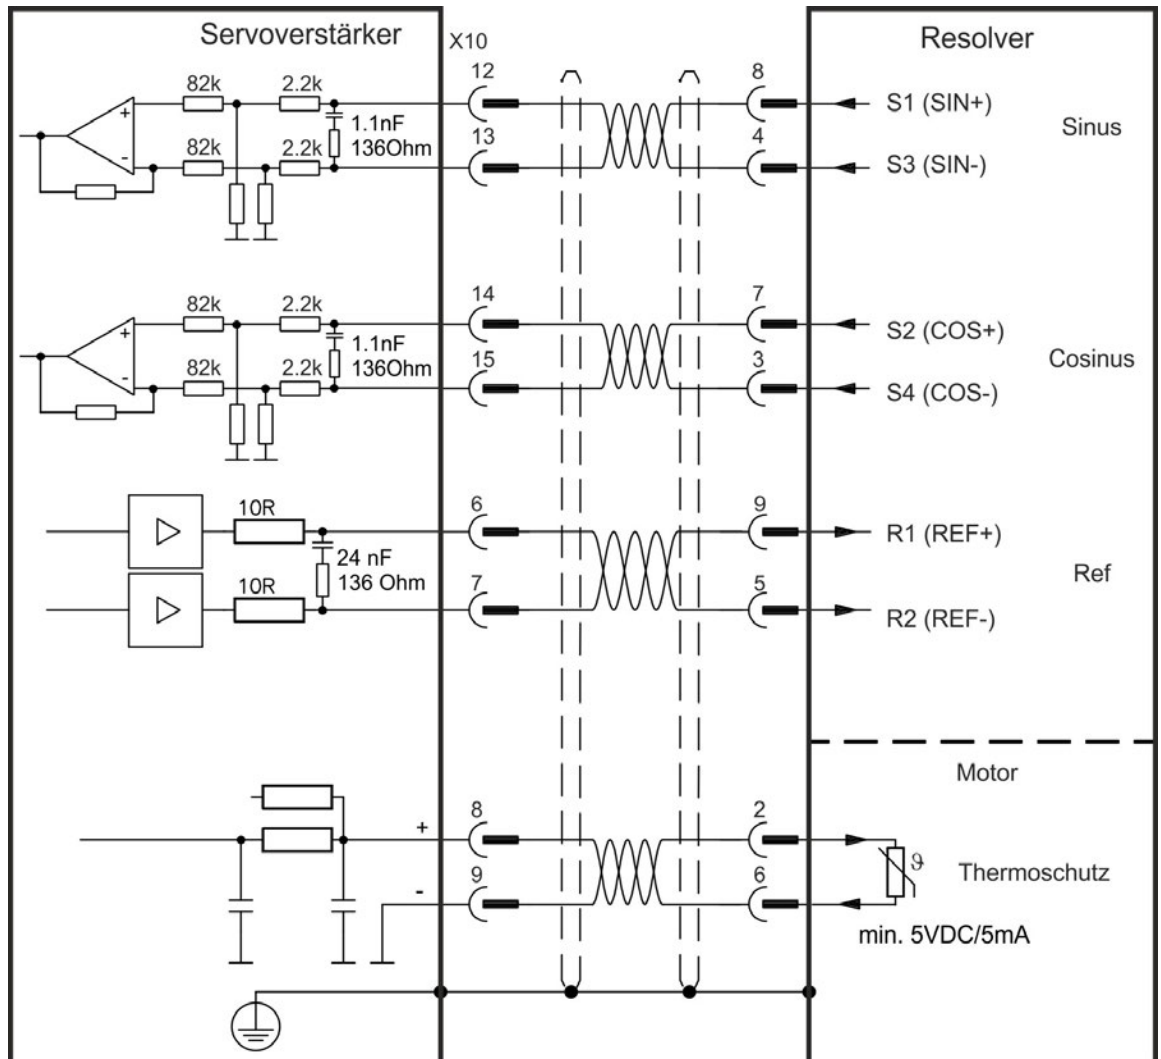 Servoverstärker
X10
Resolver
82k
2.2k
12
8
S1 (SIN+)
+
1.1nF
136Ohm
Sinus
-
82k
2.2k
13
4
S3 (SIN-)
82k
2.2k
14
7
S2 (COS+)
+
1.1nF
136Ohm
Cosinus
-
82k
2.2k
15
3
S4 (COS-)
10R
6
9
R1 (REF+)
24 nF
136 Ohm
Ref
10R
7
5
R2 (REF-)
Motor
+
8
2
ϑ
Thermoschutz
-
9
6
min. 5VDC/5mA